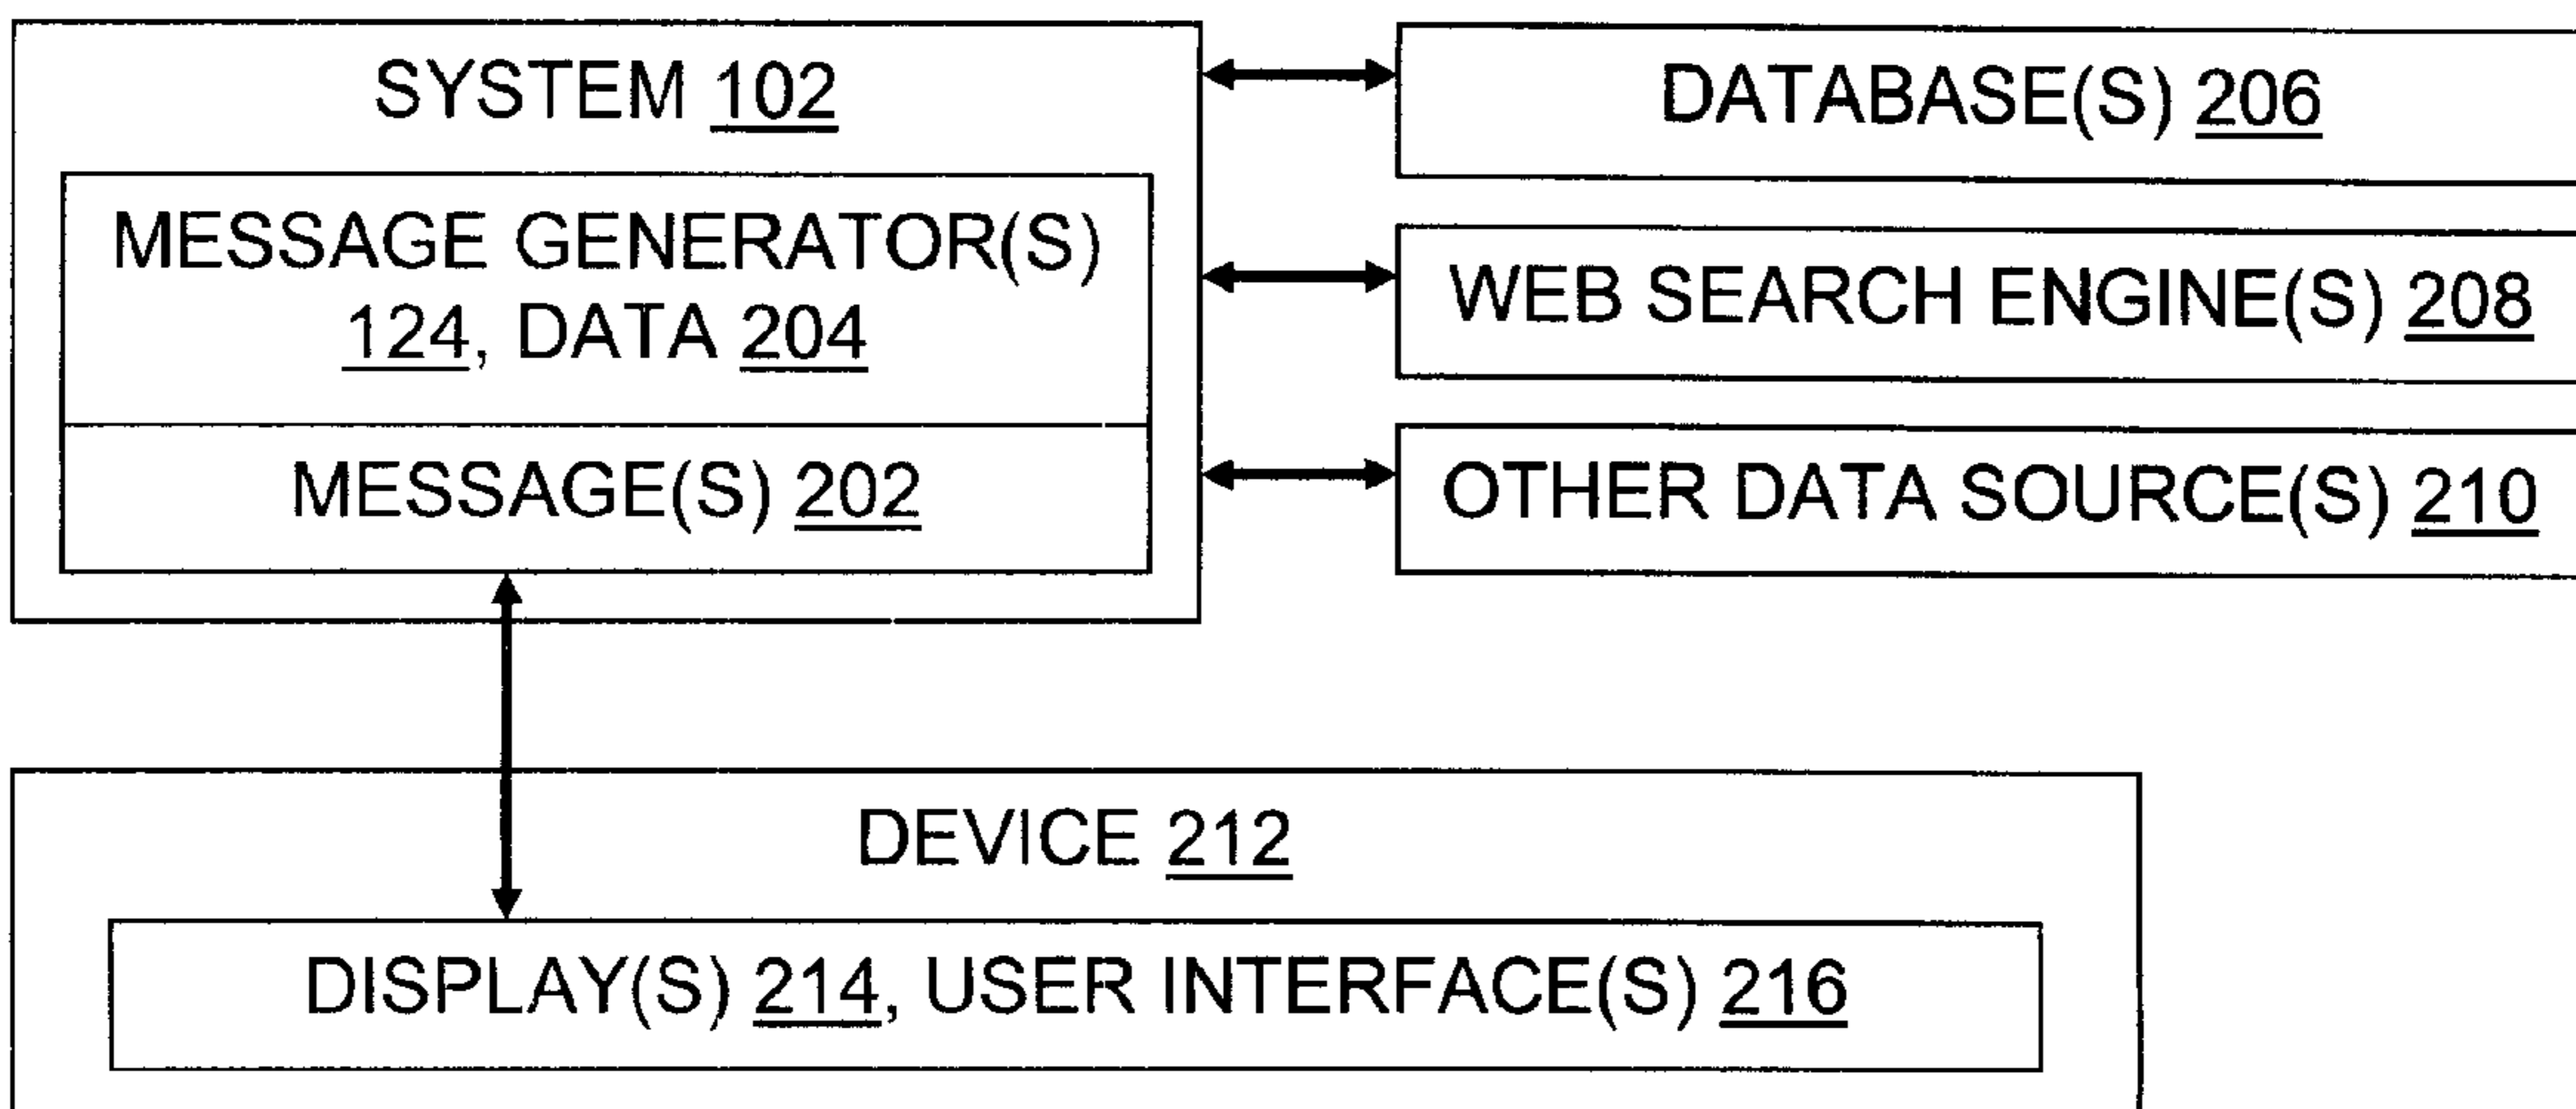 SYSTEM 102
MESSAGE GENERATOR(S)
124, DATA 204
MESSAGE(S) 202
DATABASE(S) 206
WEB SEARCH ENGINE(S) 208
OTHER DATA SOURCE(S) 210
DEVICE 212
DISPLAY(S) 214, USER INTERFACE(S) 216